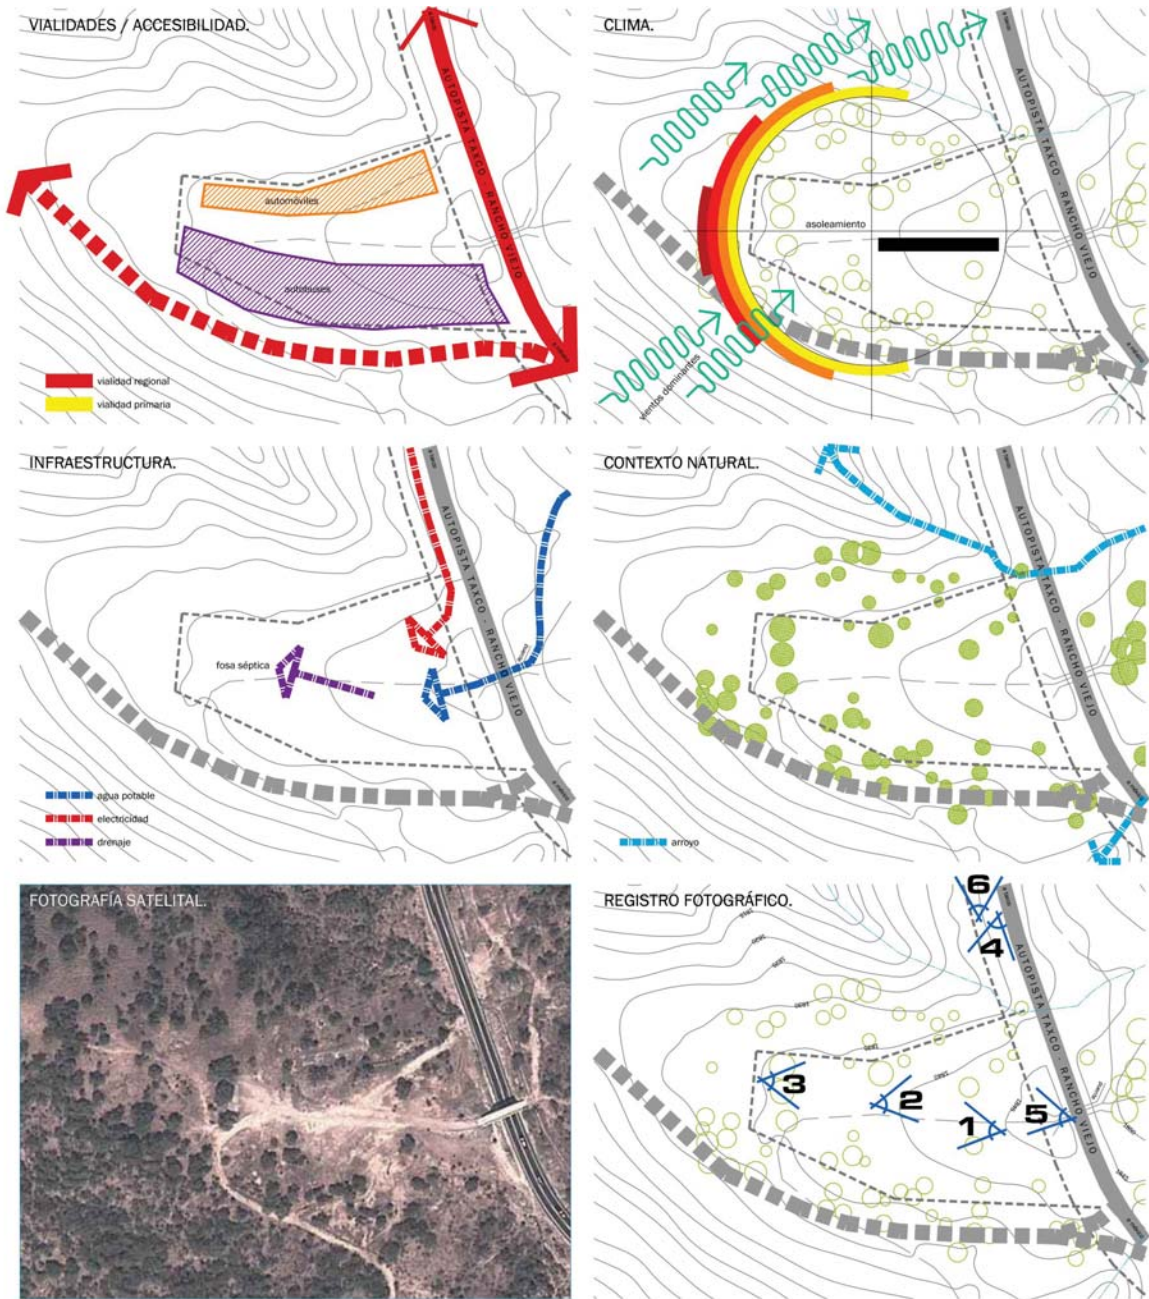 VIALIDADES / ACCESIBILIDAD.
AUTOPISTA TAXCO - RANCHO VIEJO
automóviles
autobuses
vialidad regional
vialidad primaria
CLIMA.
AUTOPISTA TAXCO - RANCHO VIEJO
asoleamiento
vientos dominantes
INFRAESTRUCTURA.
AUTOPISTA TAXCO - RANCHO VIEJO
fosa séptica
agua potable
electricidad
drenaje
CONTEXTO NATURAL.
AUTOPISTA TAXCO - RANCHO VIEJO
arroyo
FOTOGRAFÍA SATELITAL.
REGISTRO FOTOGRÁFICO.
6
4
AUTOPISTA TAXCO - RANCHO VIEJO
3
2
1
5